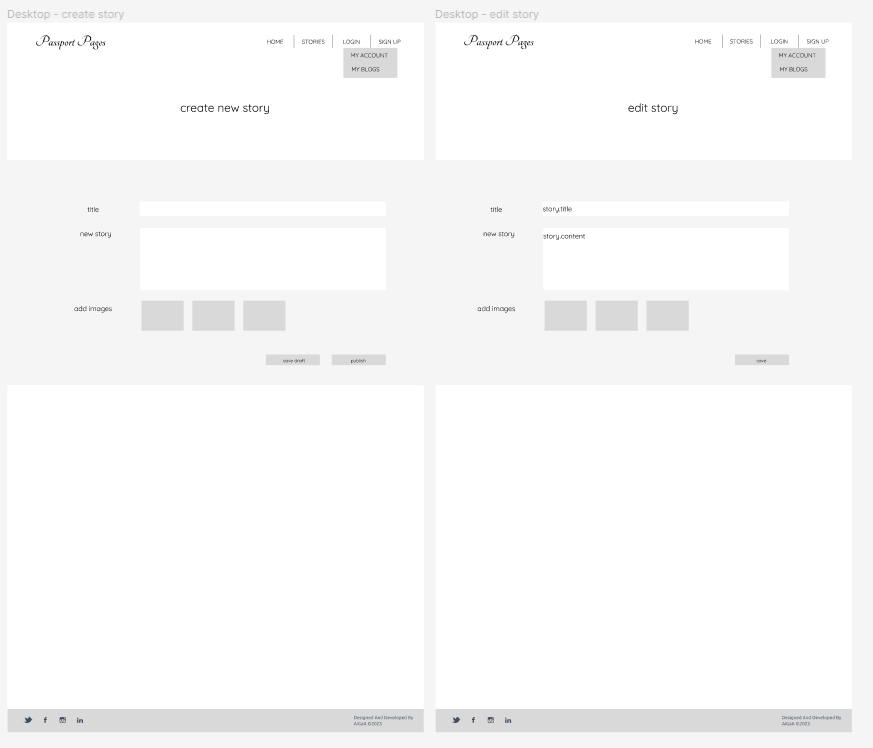 Desktop - create story
Passport Pages
HOME
STORIES
LOGIN
SIGN UP
MY ACCOUNT
MY BLOGS
create new story
title
new story
add images
save draft
publish
Designed And Developed By
AiGaA ©2023
Desktop - edit story
Passport Pages
HOME
STORIES
LOGIN
SIGN UP
MY ACCOUNT
MY BLOGS
edit story
title
story.title
new story
story.content
add images
save
Designed And Developed By
AiGaA ©2023